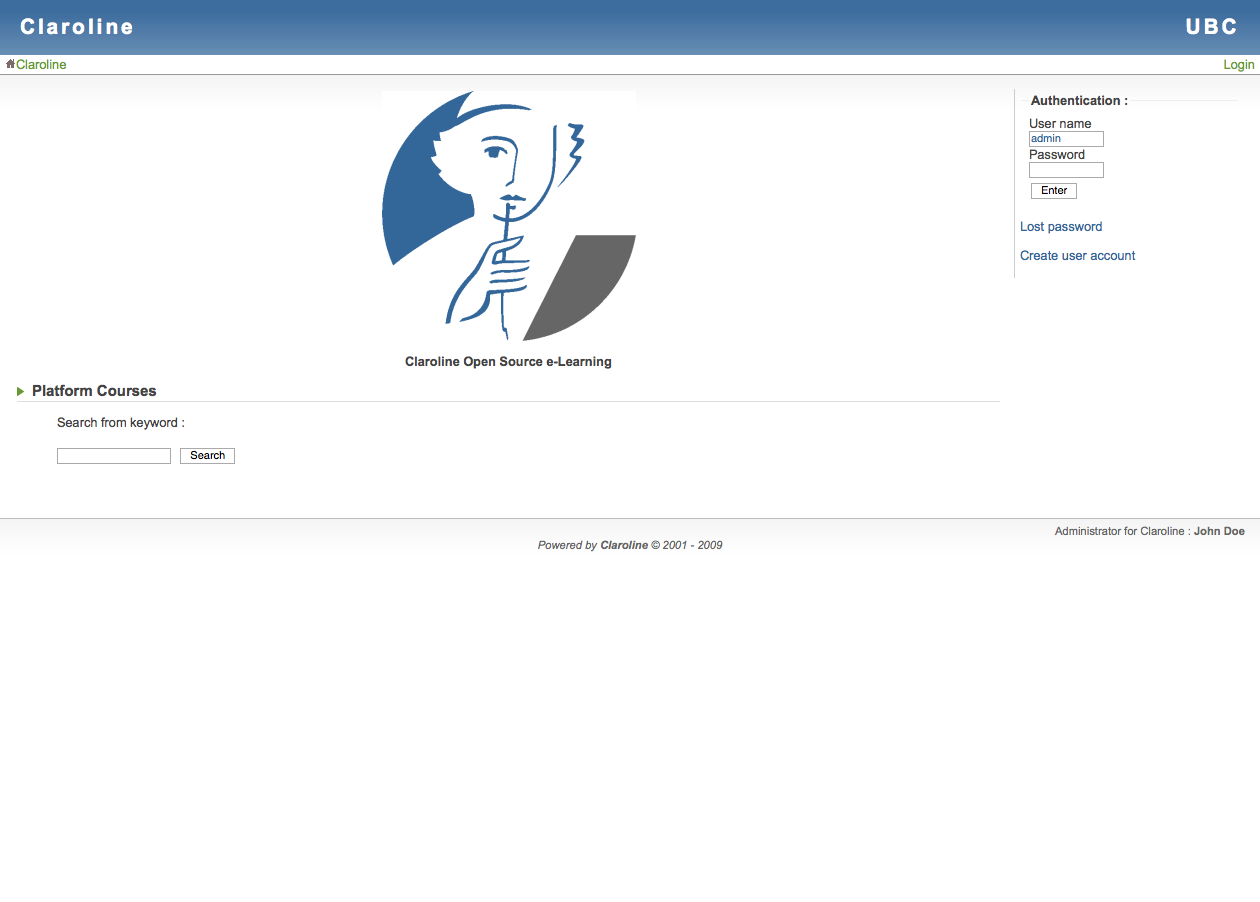 Claroline
UBC
Claroline
Login
Authentication :
User name
admin
Password
Enter
Lost password
Create user account
Claroline Open Source e-Learning
Platform Courses
Search from keyword :
Search
Administrator for Claroline : John Doe
Powered by Claroline © 2001 - 2009